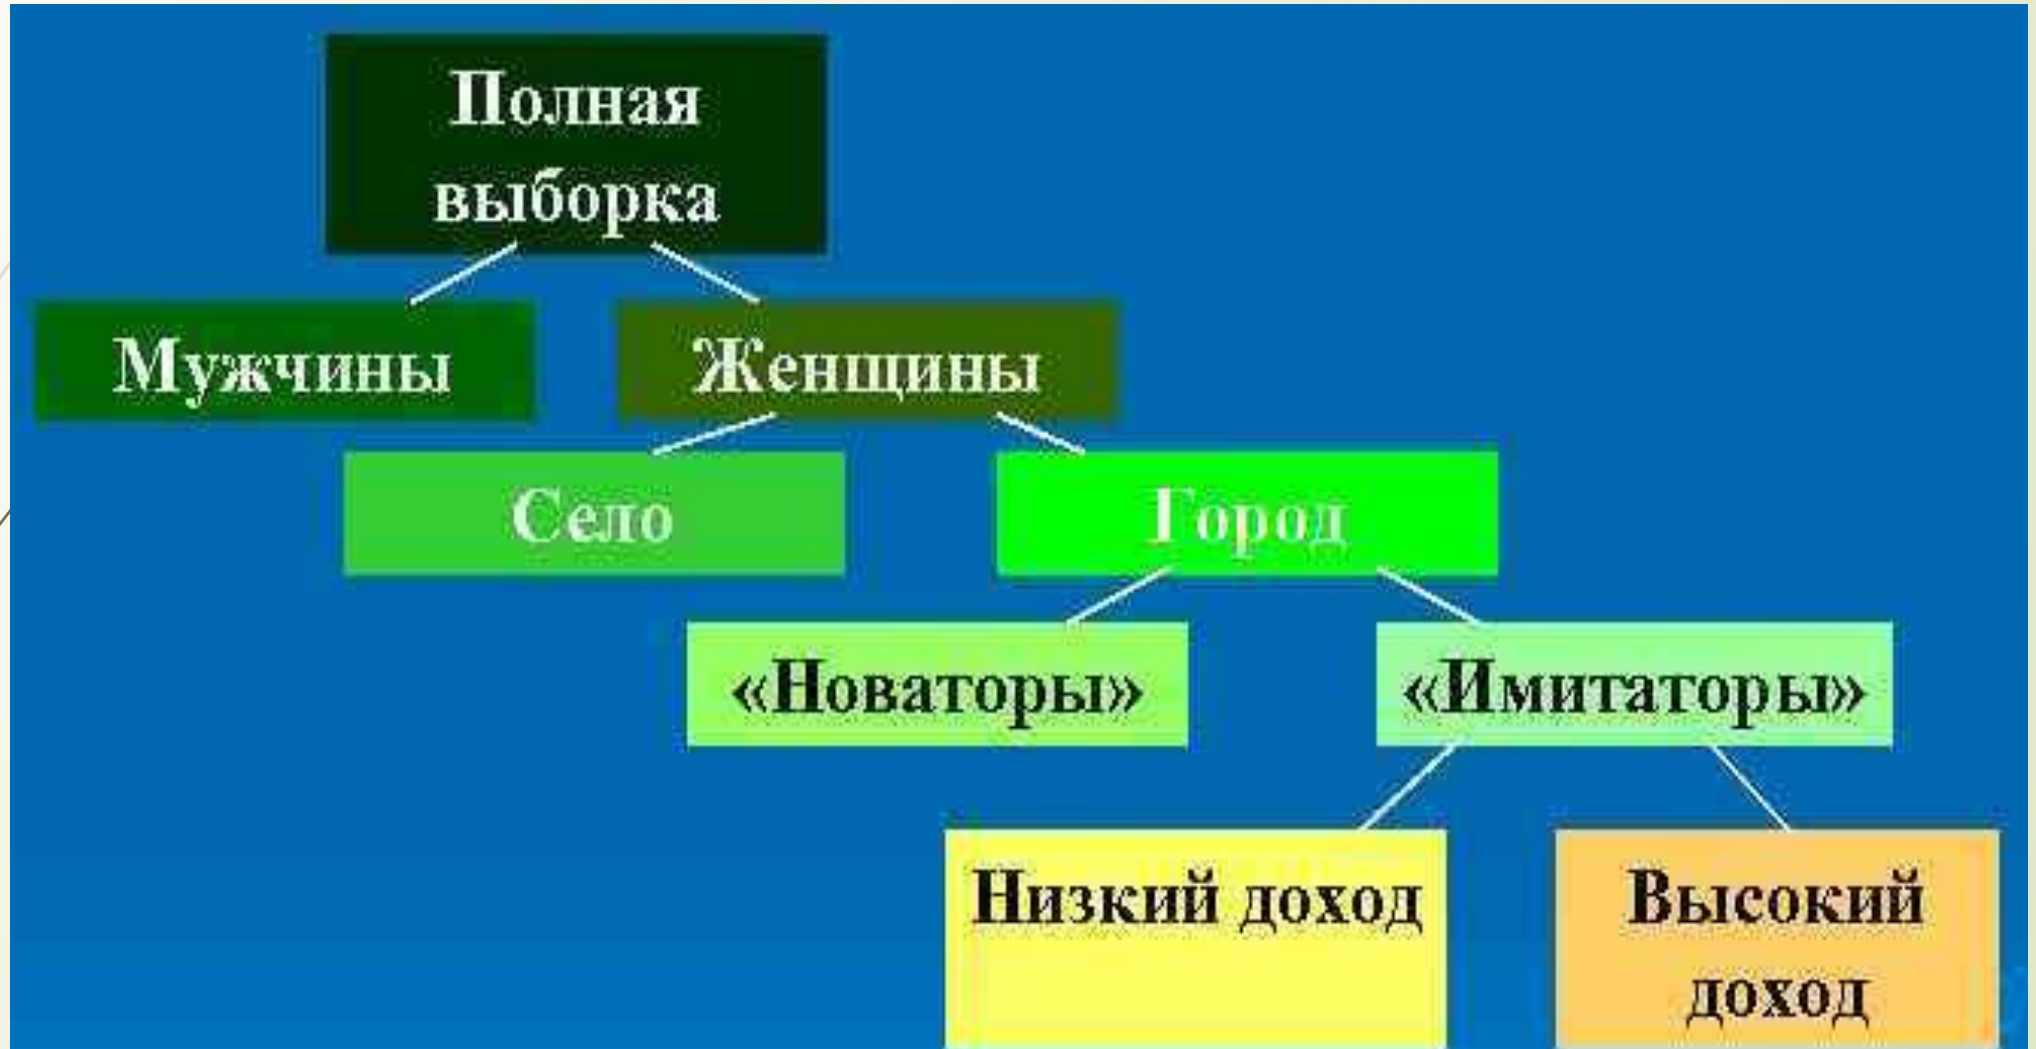 Полная
выборка
Мужчины
Женщины
Село
Город
«Новаторы»
«Имитаторы»
Низкий доход
Высокий
доход